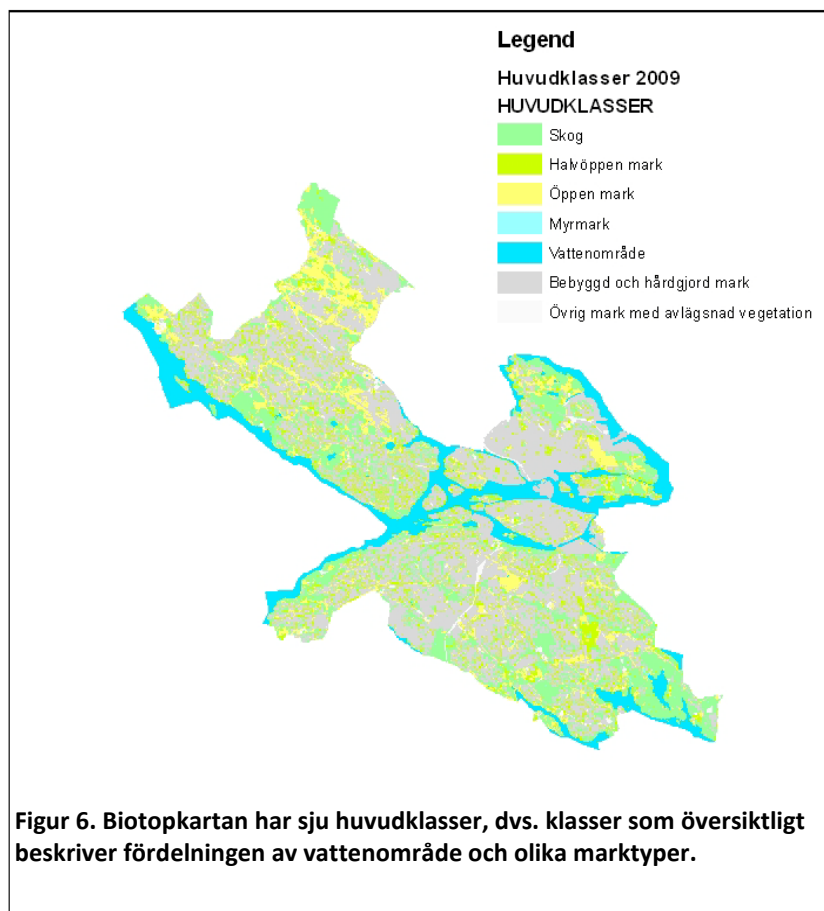 Legend
Huvudklasser 2009
HUVUDKLASSER
Skog
Halvöppen mark
Öppen mark
Myrmark
Vattenområde
Bebyggd och hårdgjord mark
Övrig mark med avlägsnad vegetation
Figur 6. Biotopkartan har sju huvudklasser, dvs. klasser som översiktligt
beskriver fördelningen av vattenområde och olika marktyper.